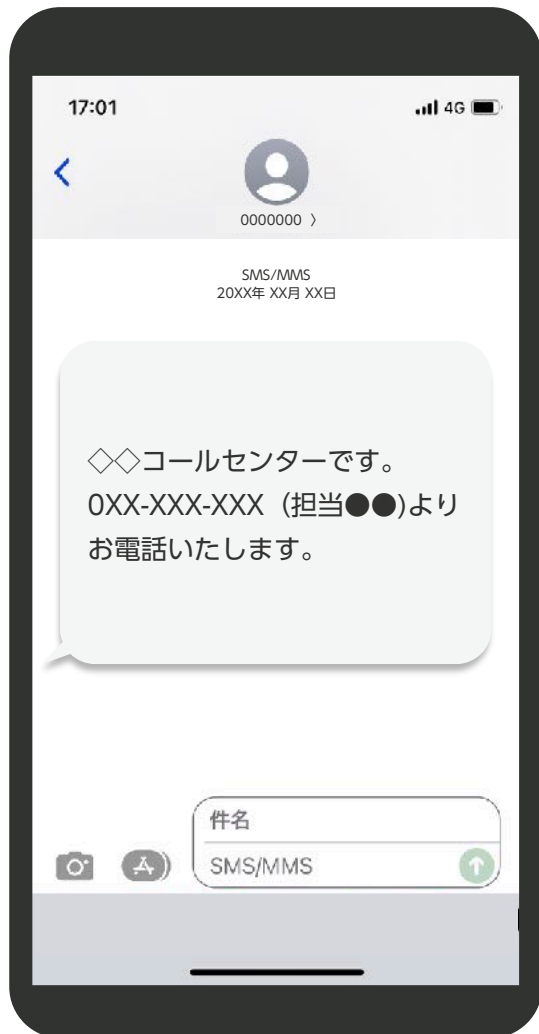 17:01
4G
0000000 〉
SMS/MMS
20XX年 XX月 XX日
◇◇コールセンターです。
0XX-XXX-XXX（担当●●)より
お電話いたします。
件名
SMS/MMS